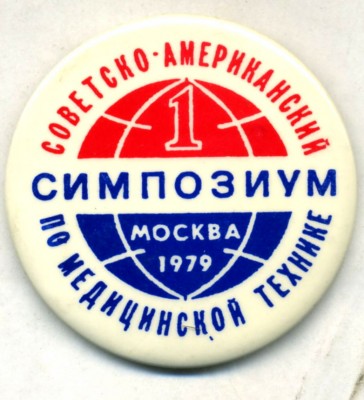 СОВЕТСКО-АМЕРИКАНСКИЙ
1
СИМПОЗИУМ
МОСКВА
1979
ПО МЕДИЦИНСКОЙ ТЕХНИКЕ